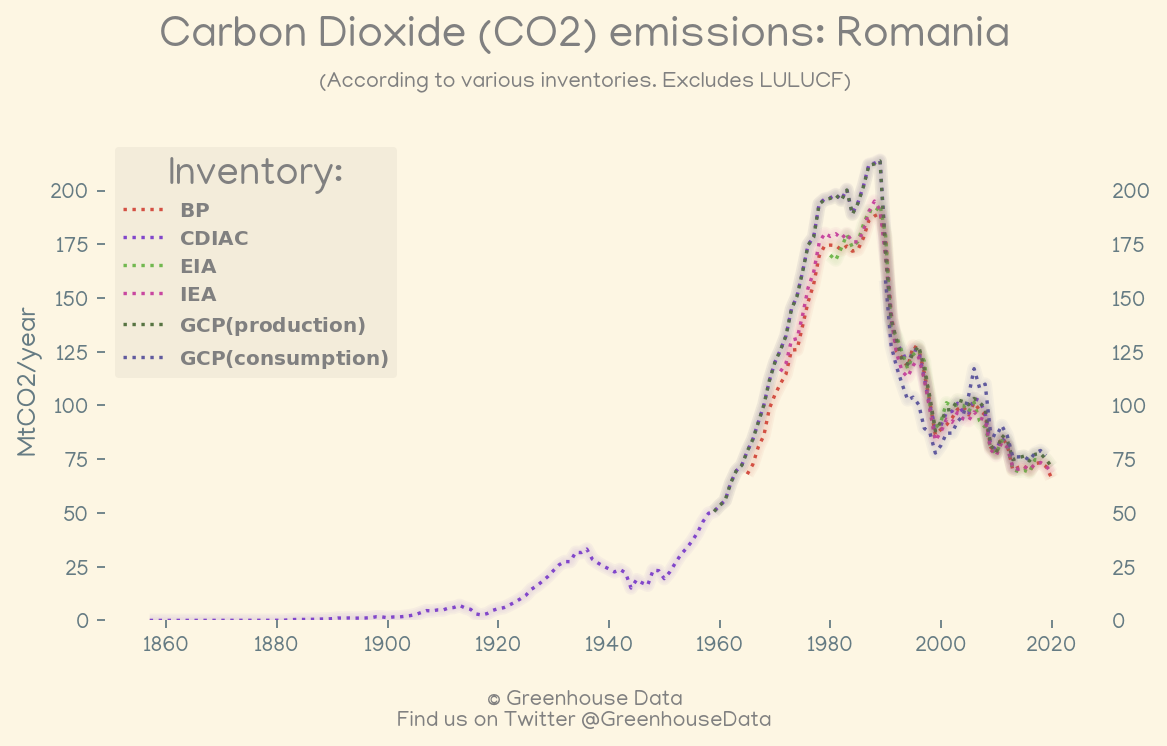 Carbon Dioxide (CO2) emissions: Romania
(According to various inventories. Excludes LULUCF)
Inventory:
BP
CDIAC
EIA
IEA
GCP(production)
GCP(consumption)
MtCO2/year
200
175
150
125
100
75
50
25
0
200
175
150
125
100
75
50
25
0
1860 1880 1900 1920 1940 1960 1980 2000 2020
© Greenhouse Data
Find us on Twitter @GreenhouseData